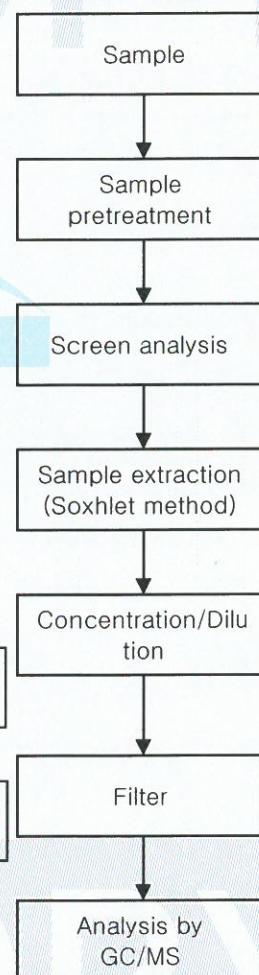 Sample
Sample
pretreatment
Screen analysis
Sample extraction
(Soxhlet method)
Concentration/Dilu
tion
Filter
Analysis by
GC/MS